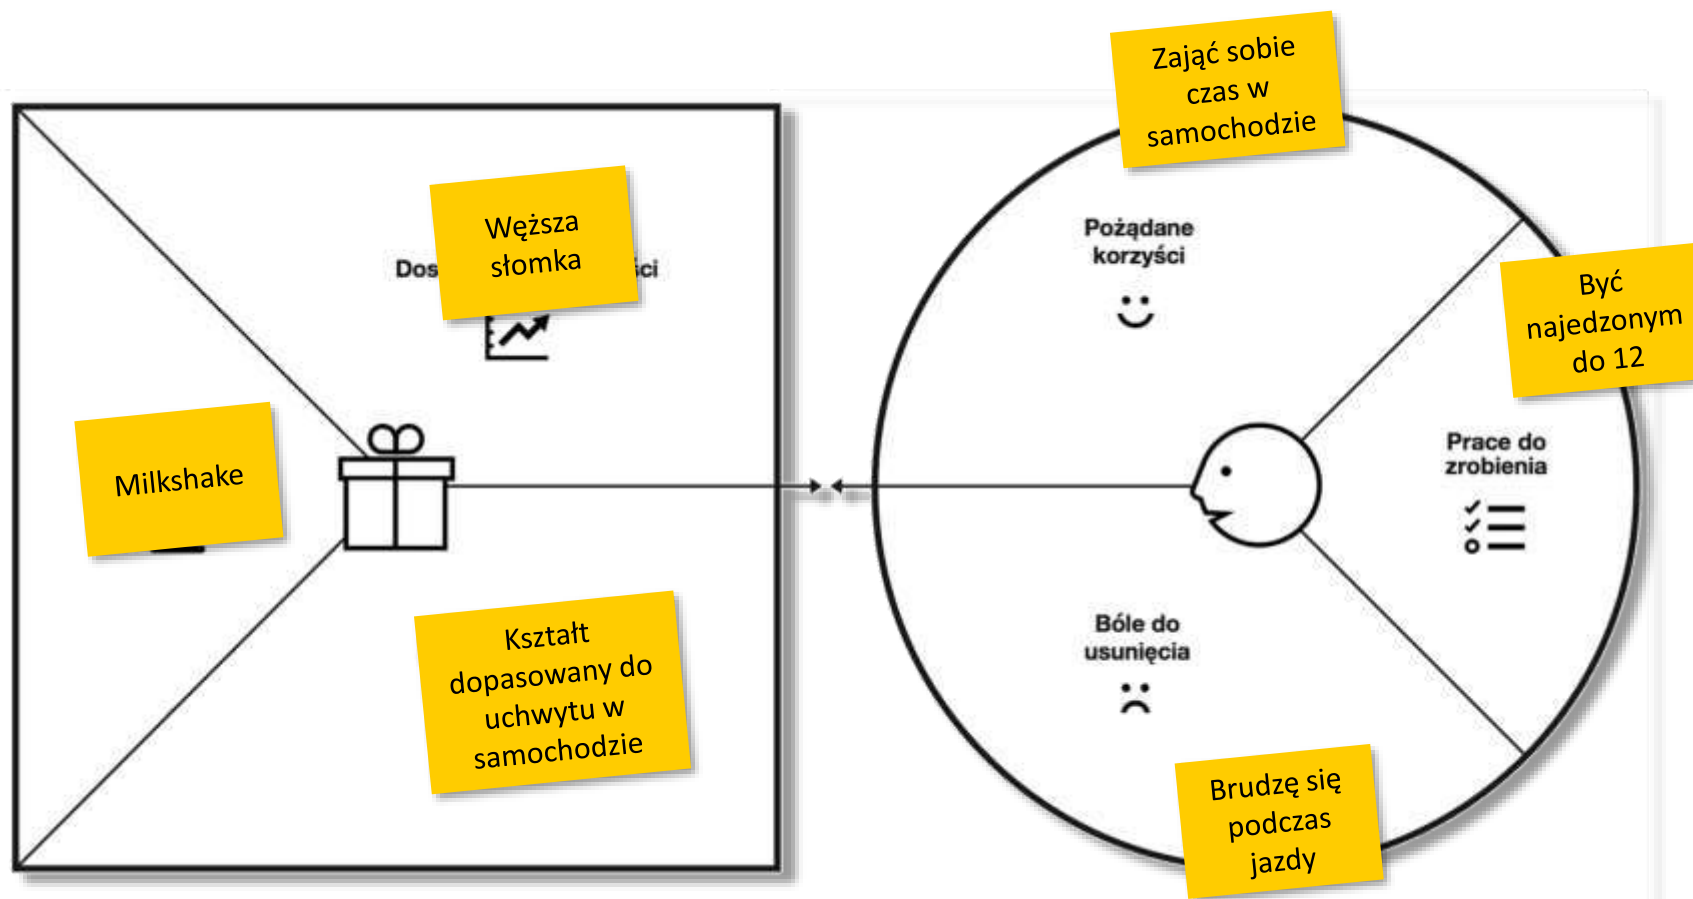 Węższa
słomka
Milkshake
Kształt
dopasowany do
uchwytu w
samochodzie
Zająć sobie
czas w
samochodzie
Pożądane
korzyści
Być
najedzonym
do 12
Prace do
zrobienia
Bóle do
usunięcia
Brudzę się
podczas
jazdy